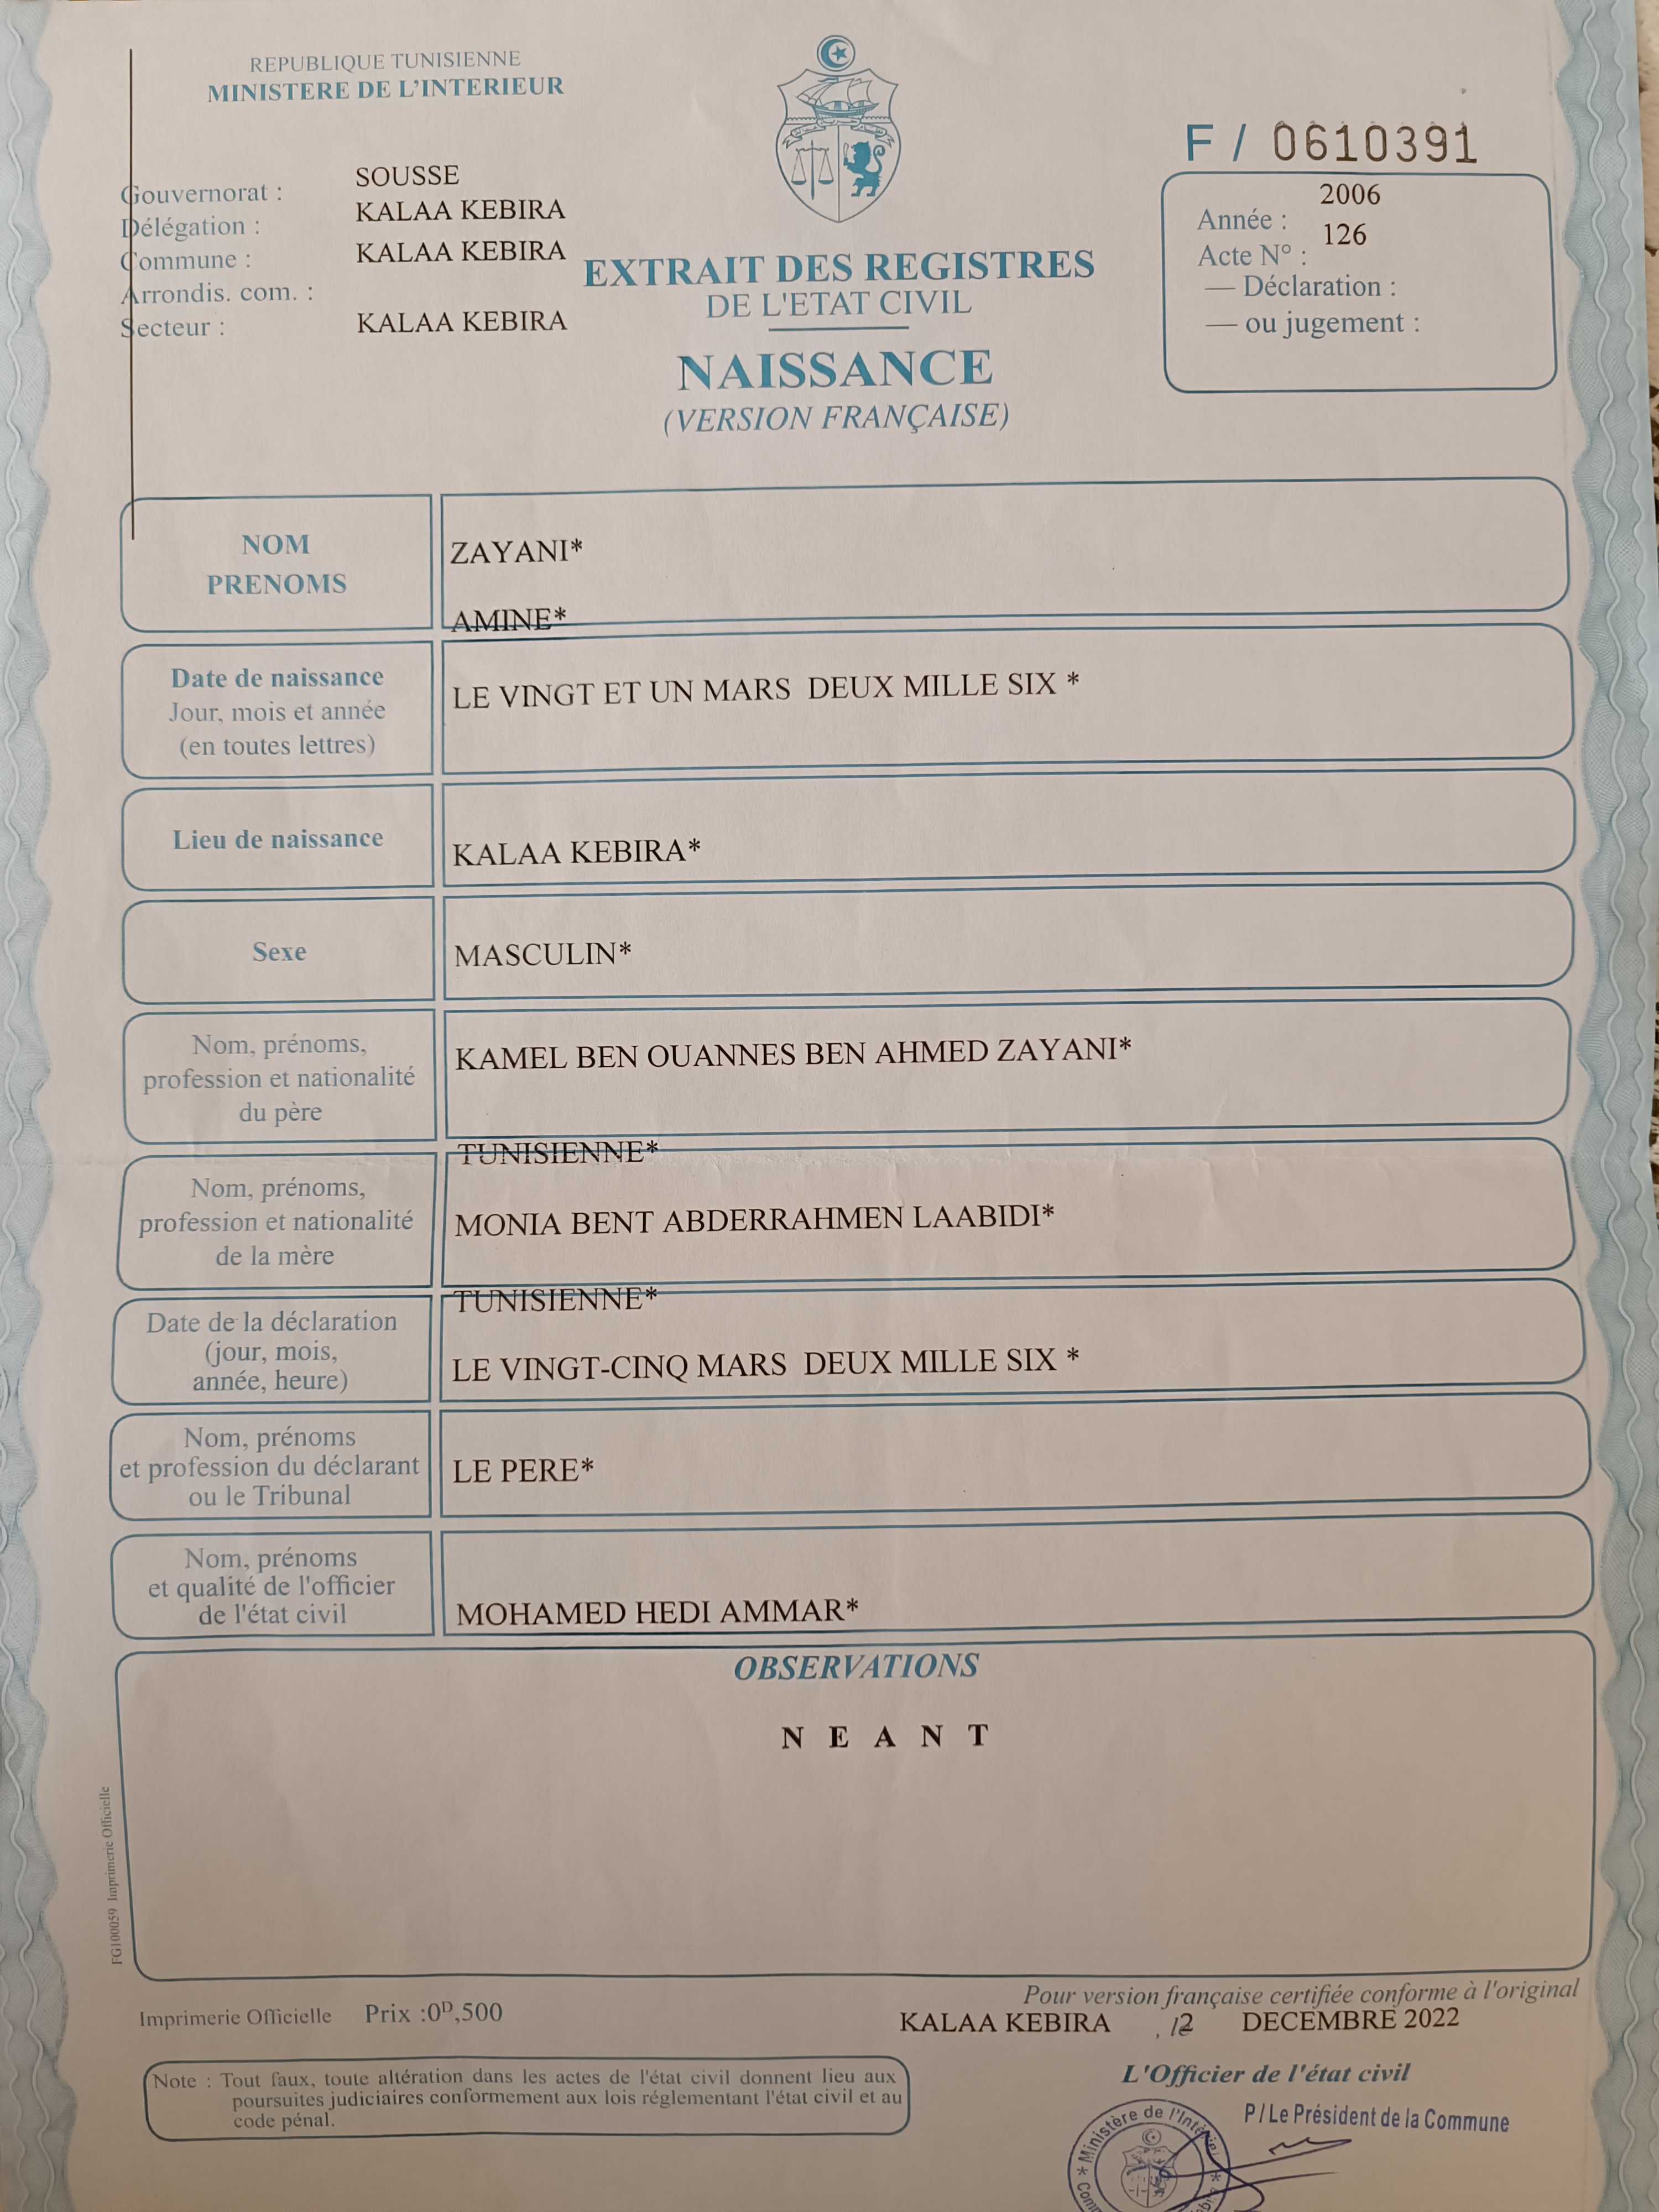 REPUBLIQUE TUNISIENNE
MINISTERE DE L'INTERIEUR
Gouvernorat : SOUSSE
Délégation : KALAA KEBIRA
Commune : KALAA KEBIRA
Arrondis. com. :
Secteur : KALAA KEBIRA
EXTRAIT DES REGISTRES
DE L'ETAT CIVIL
NAISSANCE
(VERSION FRANÇAISE)
F / 0610391
Année : 2006
Acte N° : 126
— Déclaration :
— ou jugement :
NOM
PRENOMS
ZAYANI*
AMINE*
Date de naissance
Jour, mois et année
(en toutes lettres)
LE VINGT ET UN MARS DEUX MILLE SIX *
Lieu de naissance
KALAA KEBIRA*
Sexe
MASCULIN*
Nom, prénoms,
profession et nationalité
du père
KAMEL BEN OUANNES BEN AHMED ZAYANI*
TUNISIENNE*
Nom, prénoms,
profession et nationalité
de la mère
MONIA BENT ABDERRAHMEN LAABIDI*
TUNISIENNE*
Date de la déclaration
(jour, mois,
année, heure)
LE VINGT-CINQ MARS DEUX MILLE SIX *
Nom, prénoms
et profession du déclarant
ou le Tribunal
LE PERE*
Nom, prénoms
et qualité de l'officier
de l'état civil
MOHAMED HEDI AMMAR*
OBSERVATIONS
N E A N T
FG100059 Imprimerie Officielle
Imprimerie Officielle Prix :0ᴰ,500
Pour version française certifiée conforme à l'original
KALAA KEBIRA , DECEMBRE 2022
Note : Tout faux, toute altération dans les actes de l'état civil donnent lieu aux
poursuites judiciaires conformement aux lois réglementant l'état civil et au
code pénal.
L'Officier de l'état civil
P / Le Président de la Commune
* Ministère de l'Intérieur *